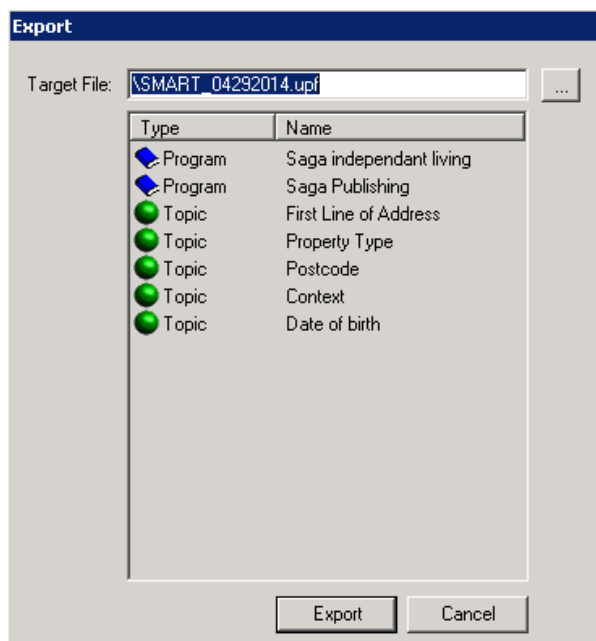 Export
Target File: \SMART_04292014.upf ...
Type Name
Program Saga independant living
Program Saga Publishing
Topic First Line of Address
Topic Property Type
Topic Postcode
Topic Context
Topic Date of birth
Export Cancel